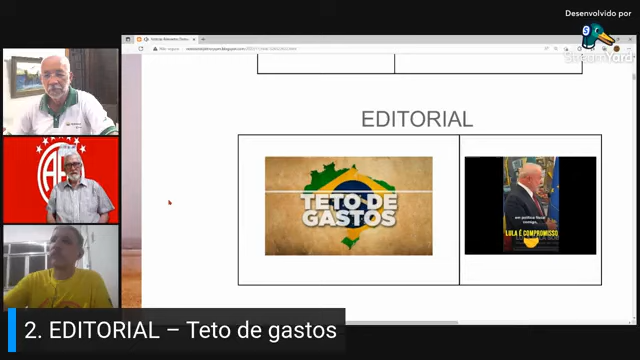 Desenvolvido por
StreamYard
EDITORIAL
TETO DE
GASTOS
LULA É COMPROMISSO
2. EDITORIAL – Teto de gastos